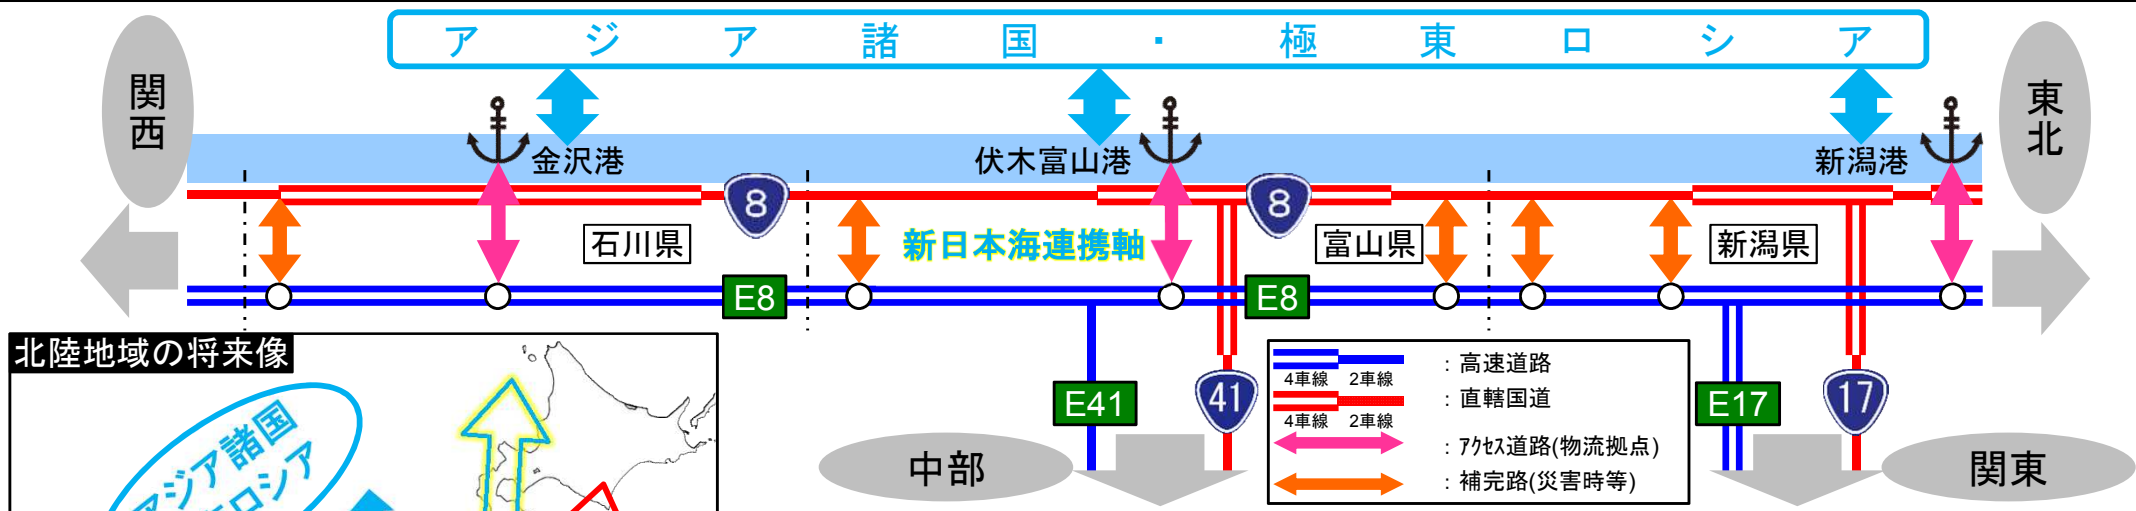 アジア諸国・極東ロシア
関西
東北
金沢港
伏木富山港
新潟港
8
8
石川県
新日本海連携軸
富山県
新潟県
E8
E8
北陸地域の将来像
アジア諸国
ロシア
E41
41
4車線 2車線 ：高速道路
4車線 2車線 ：直轄国道
：アクセス道路(物流拠点)
：補完路(災害時等)
E17
17
中部
関東